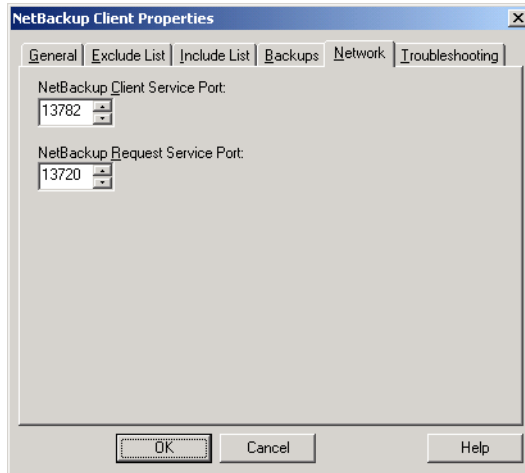 NetBackup Client Properties
General Exclude List Include List Backups Network Troubleshooting
NetBackup Client Service Port:
13782
NetBackup Request Service Port:
13720
OK Cancel Help